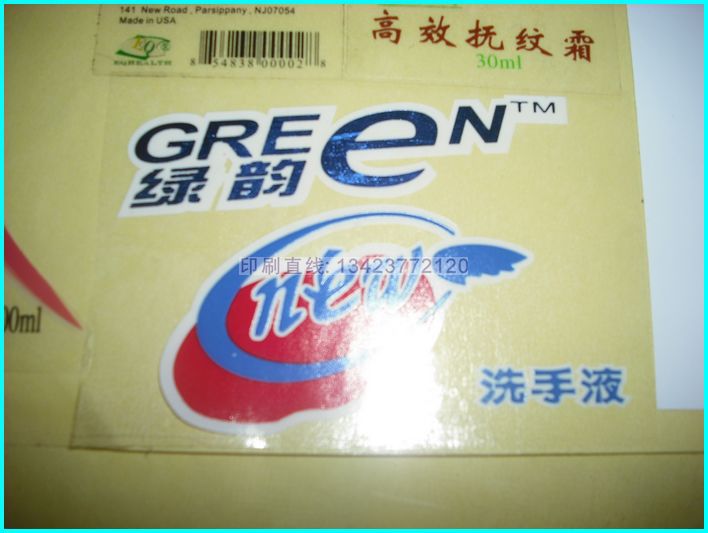 141 New Road, Parsippany, NJ07054
Made in USA
8 54838 00002 8
高效抚纹霜
30ml
GREeN™
绿韵
new
印刷直线: 13423772120
00ml
洗手液